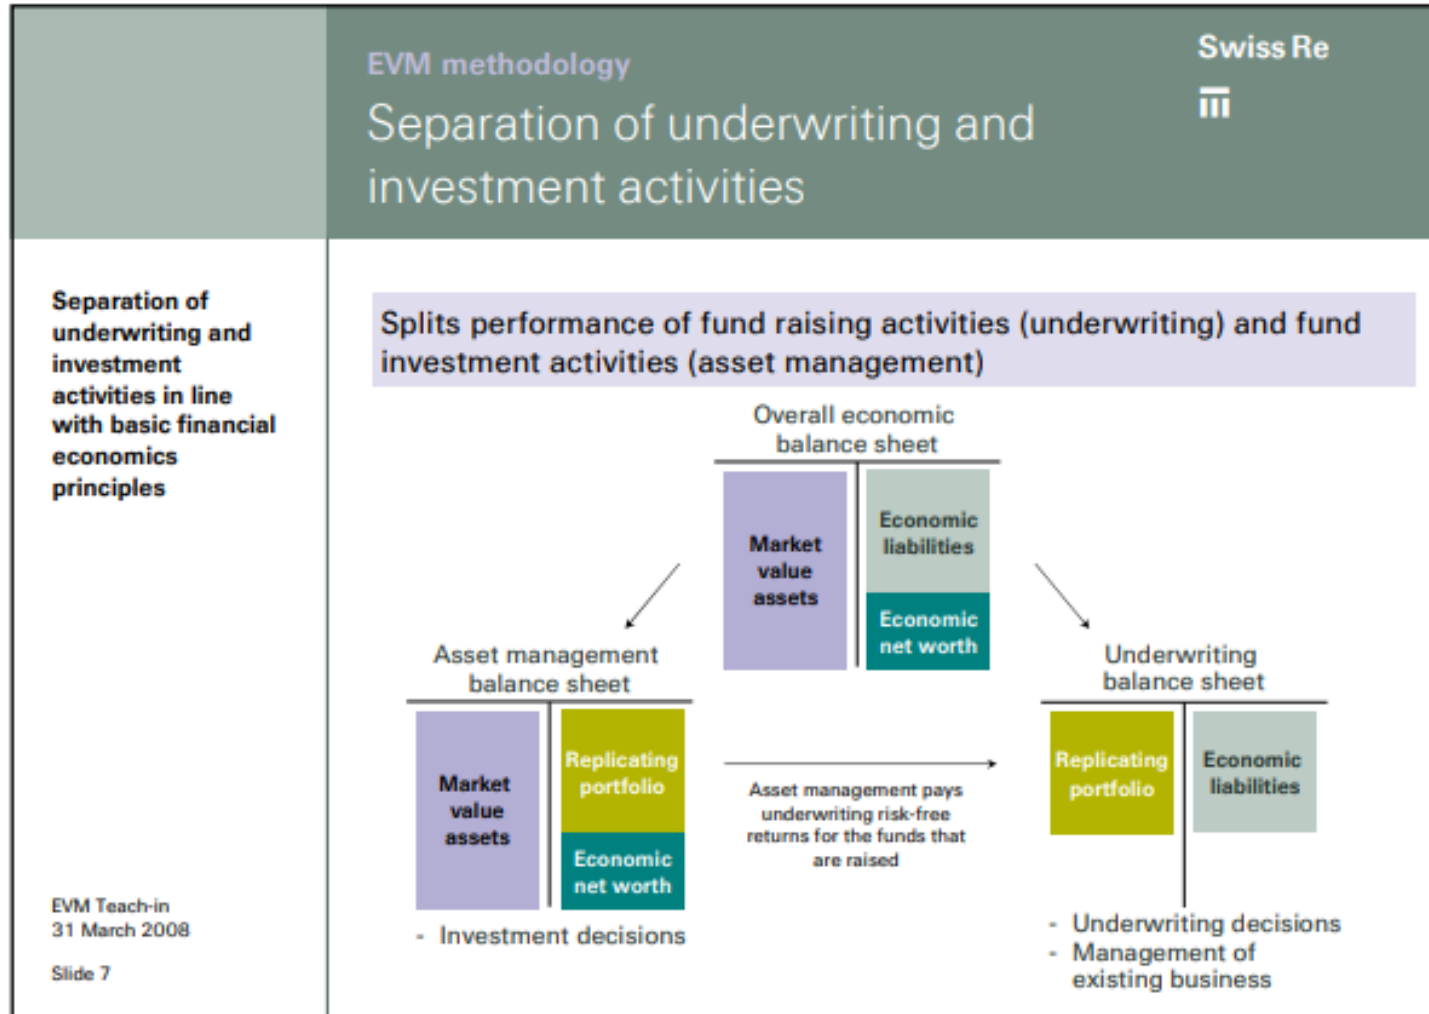 EVM methodology
Separation of underwriting and
investment activities
Swiss Re
Separation of
underwriting and
investment
activities in line
with basic financial
economics
principles
Splits performance of fund raising activities (underwriting) and fund
investment activities (asset management)
Overall economic
balance sheet
Market
value
assets
Economic
liabilities
Economic
net worth
Asset management
balance sheet
Market
value
assets
Replicating
portfolio
Economic
net worth
- Investment decisions
Asset management pays
underwriting risk-free
returns for the funds that
are raised
Underwriting
balance sheet
Replicating
portfolio
Economic
liabilities
- Underwriting decisions
- Management of
existing business
EVM Teach-in
31 March 2008
Slide 7